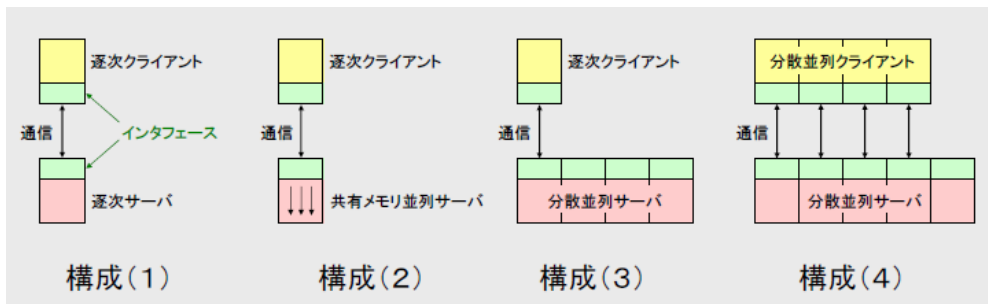 逐次クライアント
通信
インタフェース
逐次サーバ
構成(1)
逐次クライアント
通信
共有メモリ並列サーバ
構成(2)
逐次クライアント
通信
分散並列サーバ
構成(3)
分散並列クライアント
通信
分散並列サーバ
構成(4)